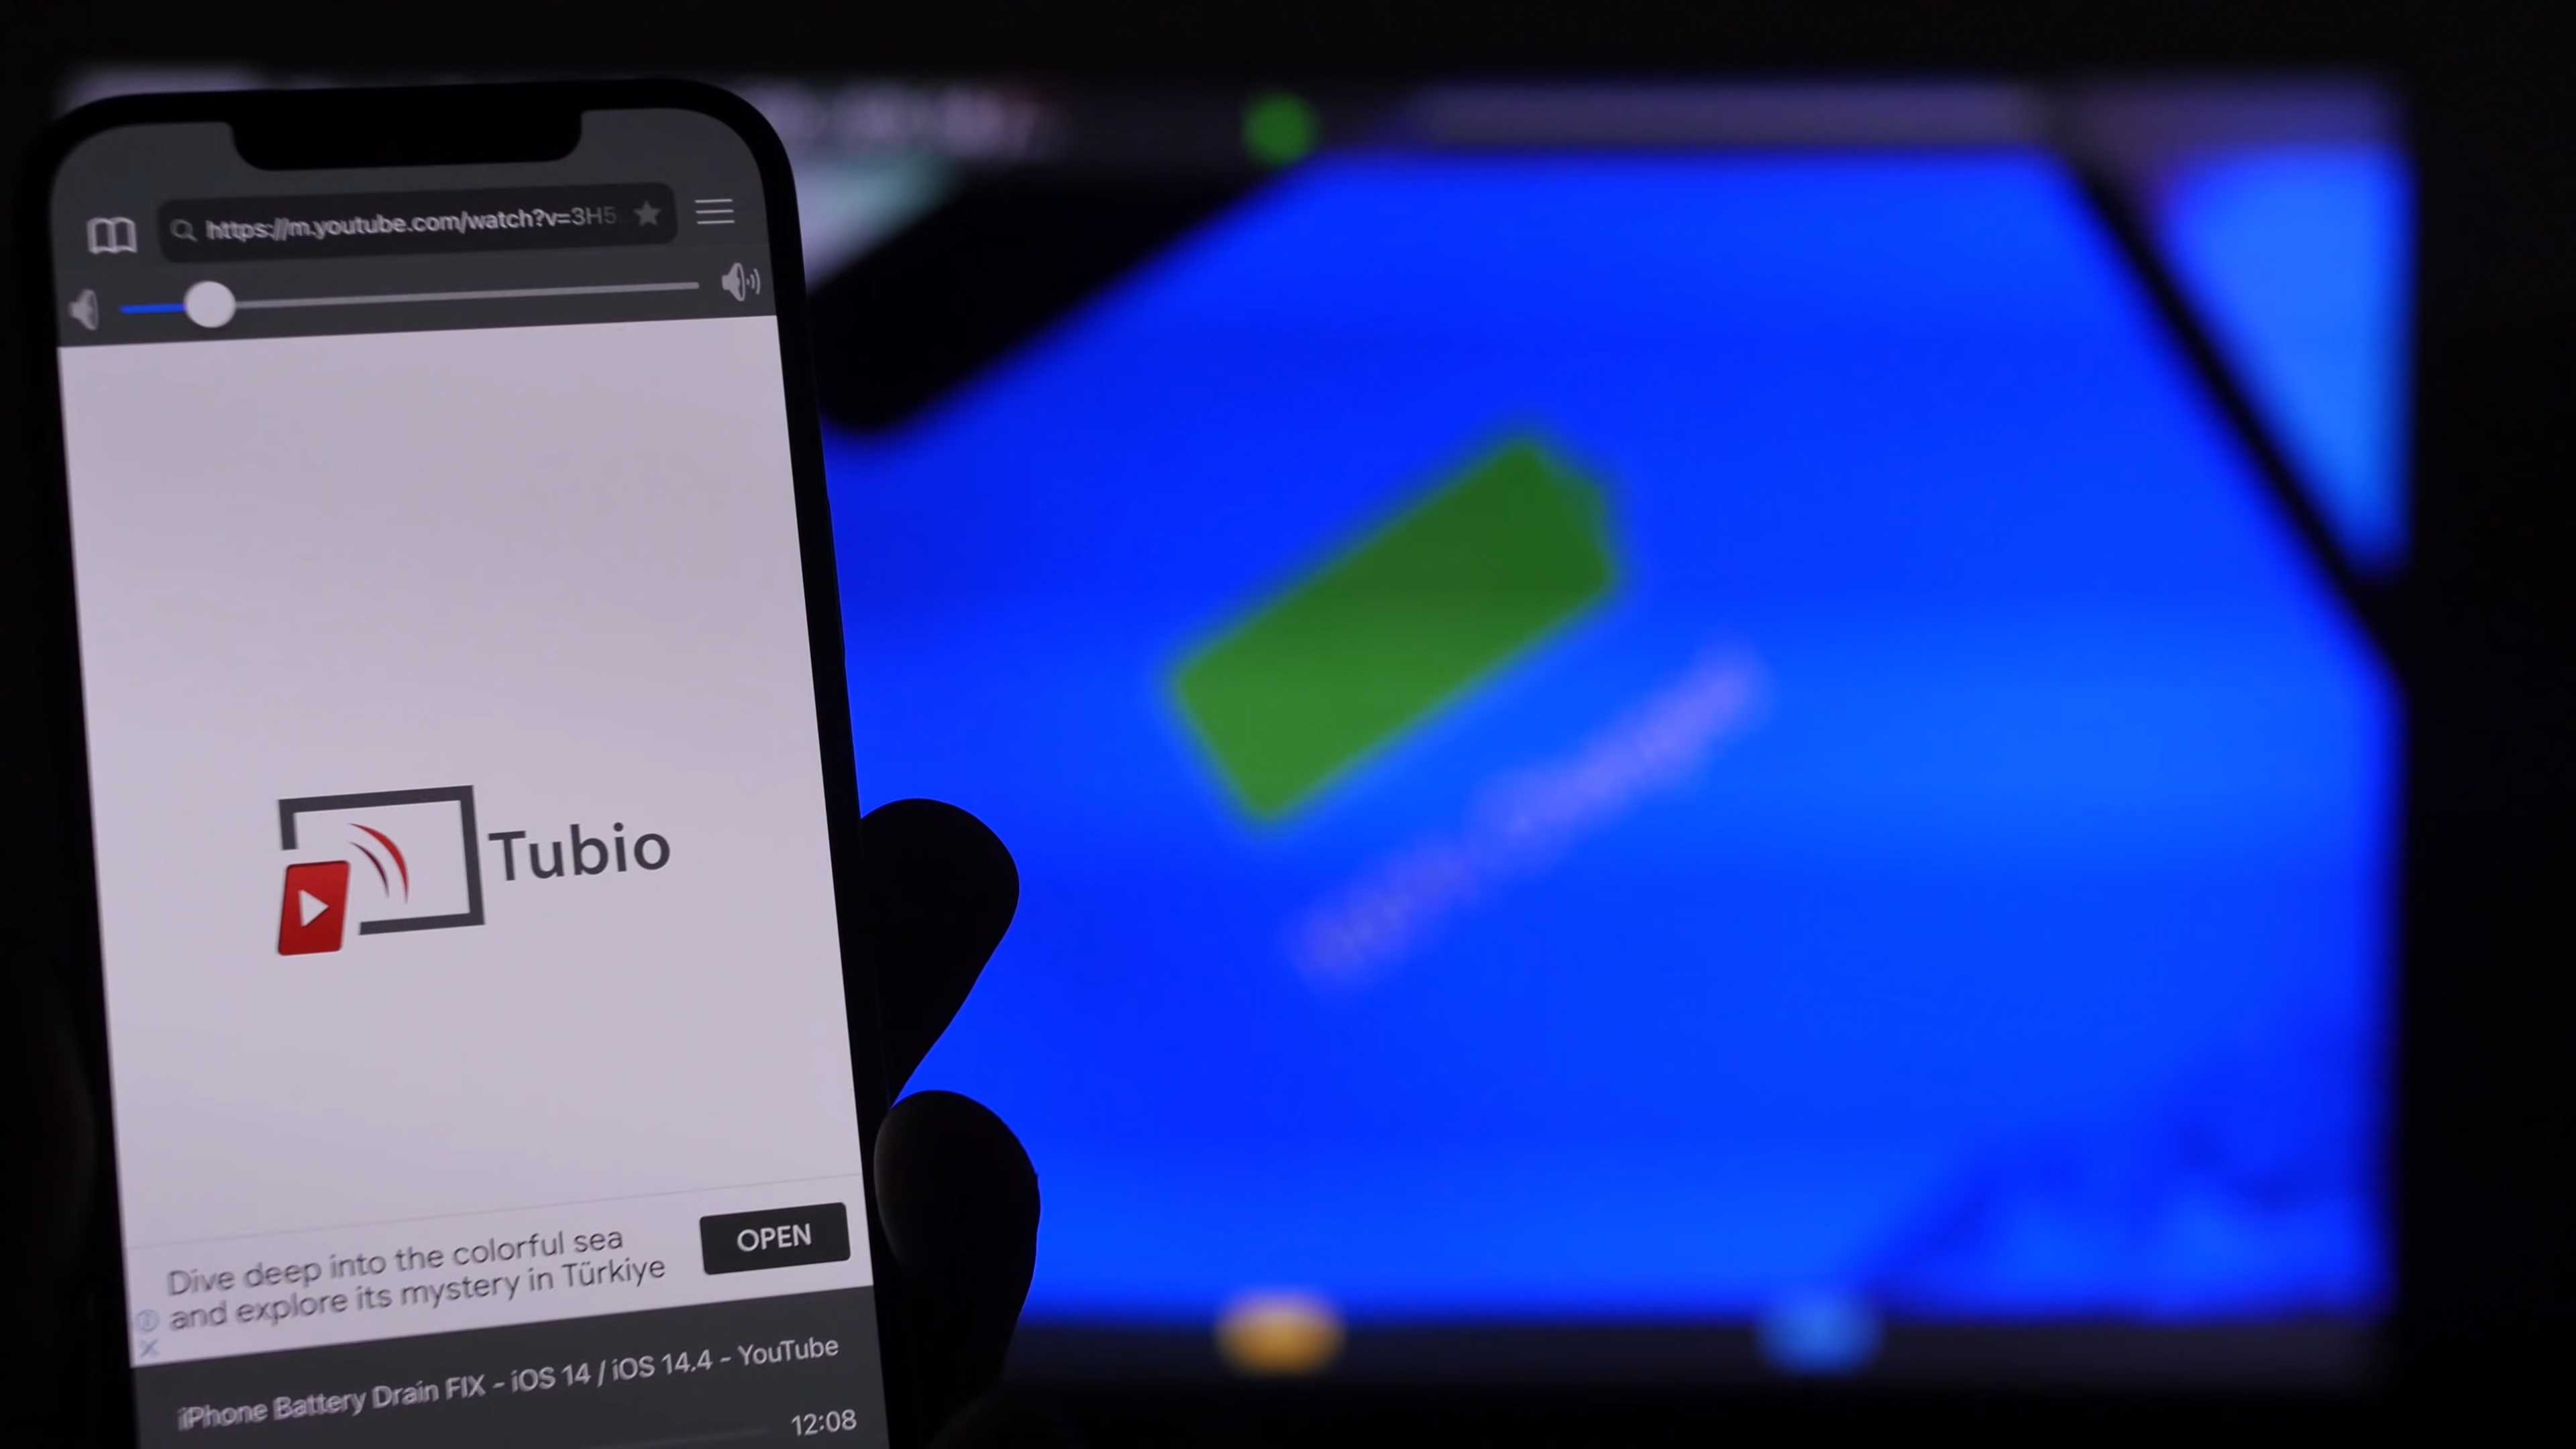 https://m.youtube.com/watch?v=3H5
Tubio
Dive deep into the colorful sea
and explore its mystery in Türkiye
OPEN
iPhone Battery Drain FIX - iOS 14 / iOS 14.4 - YouTube
12:08